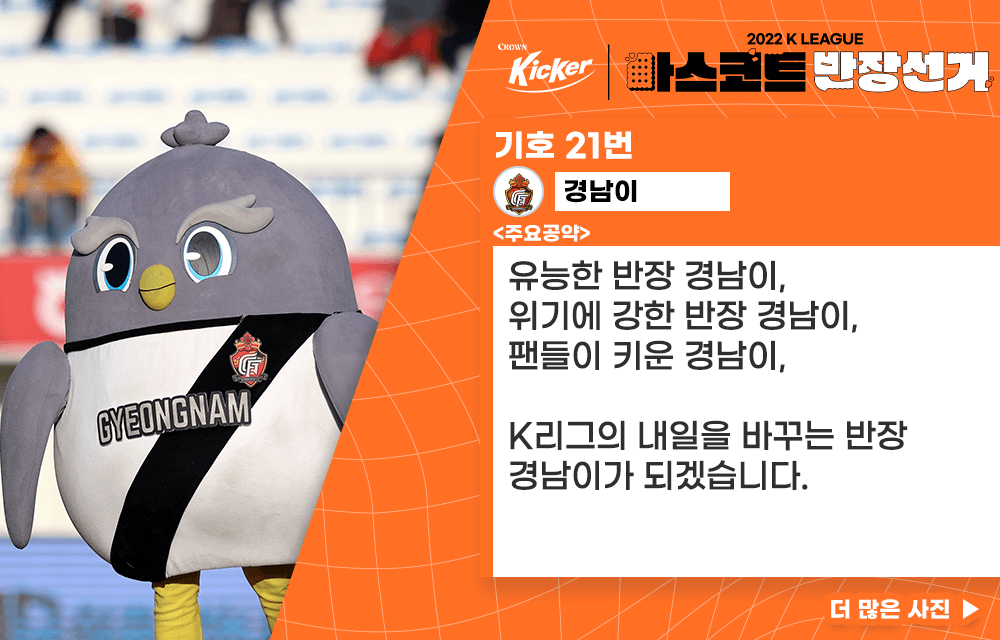 CROWN
Kicker
2022 K LEAGUE
마스코트 반장선거
기호 21번
경남이
<주요공약>
유능한 반장 경남이,
위기에 강한 반장 경남이,
팬들이 키운 경남이,
K리그의 내일을 바꾸는 반장
경남이가 되겠습니다.
GYEONGNAM
더 많은 사진 ▶